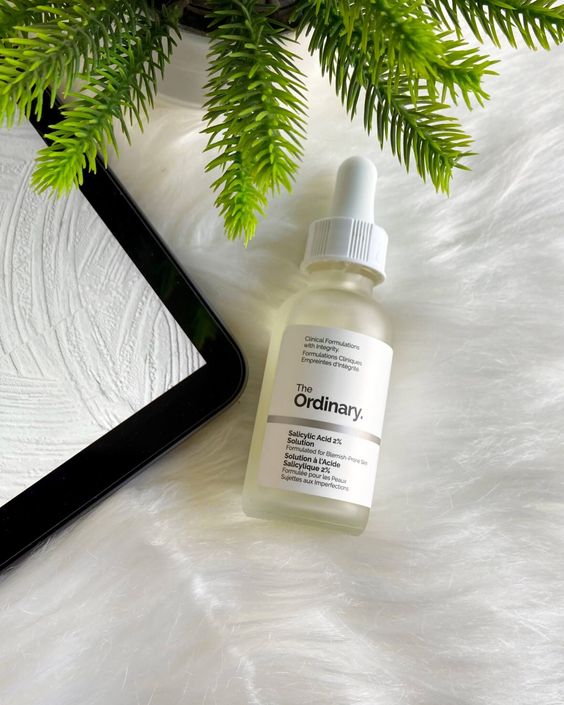 Clinical Formulations
with Integrity.
Formulations Cliniques
Empreintes d'Intégrité
The
Ordinary.
Salicylic Acid 2%
Solution
Formulated for Blemish-Prone Skin
Solution à l'Acide
Salicylique 2%
Formulée pour les Peaux
Sujettes aux Imperfections